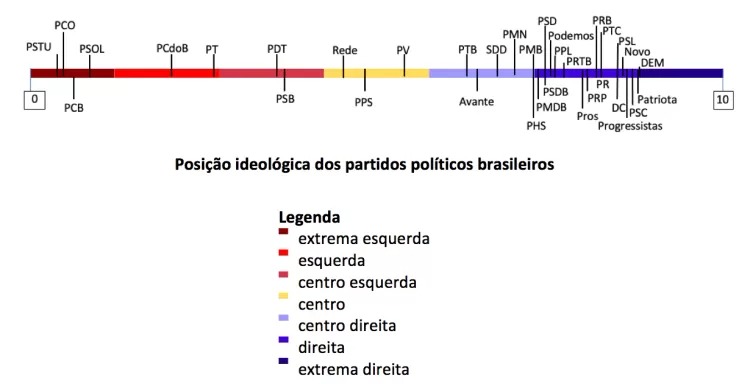 PSTU
PCO
PSOL
PCB
PCdoB
PT
PDT
PSB
Rede
PPS
PV
PTB
Avante
SDD
PMN
PMB
PHS
PMDB
PSD
PSDB
Podemos
PPL
PRTB
Pros
PRP
PRB
PR
PTC
DC
PSL
Novo
Progressistas
PSC
DEM
Patriota
0
10
Posição ideológica dos partidos políticos brasileiros
Legenda
extrema esquerda
esquerda
centro esquerda
centro
centro direita
direita
extrema direita